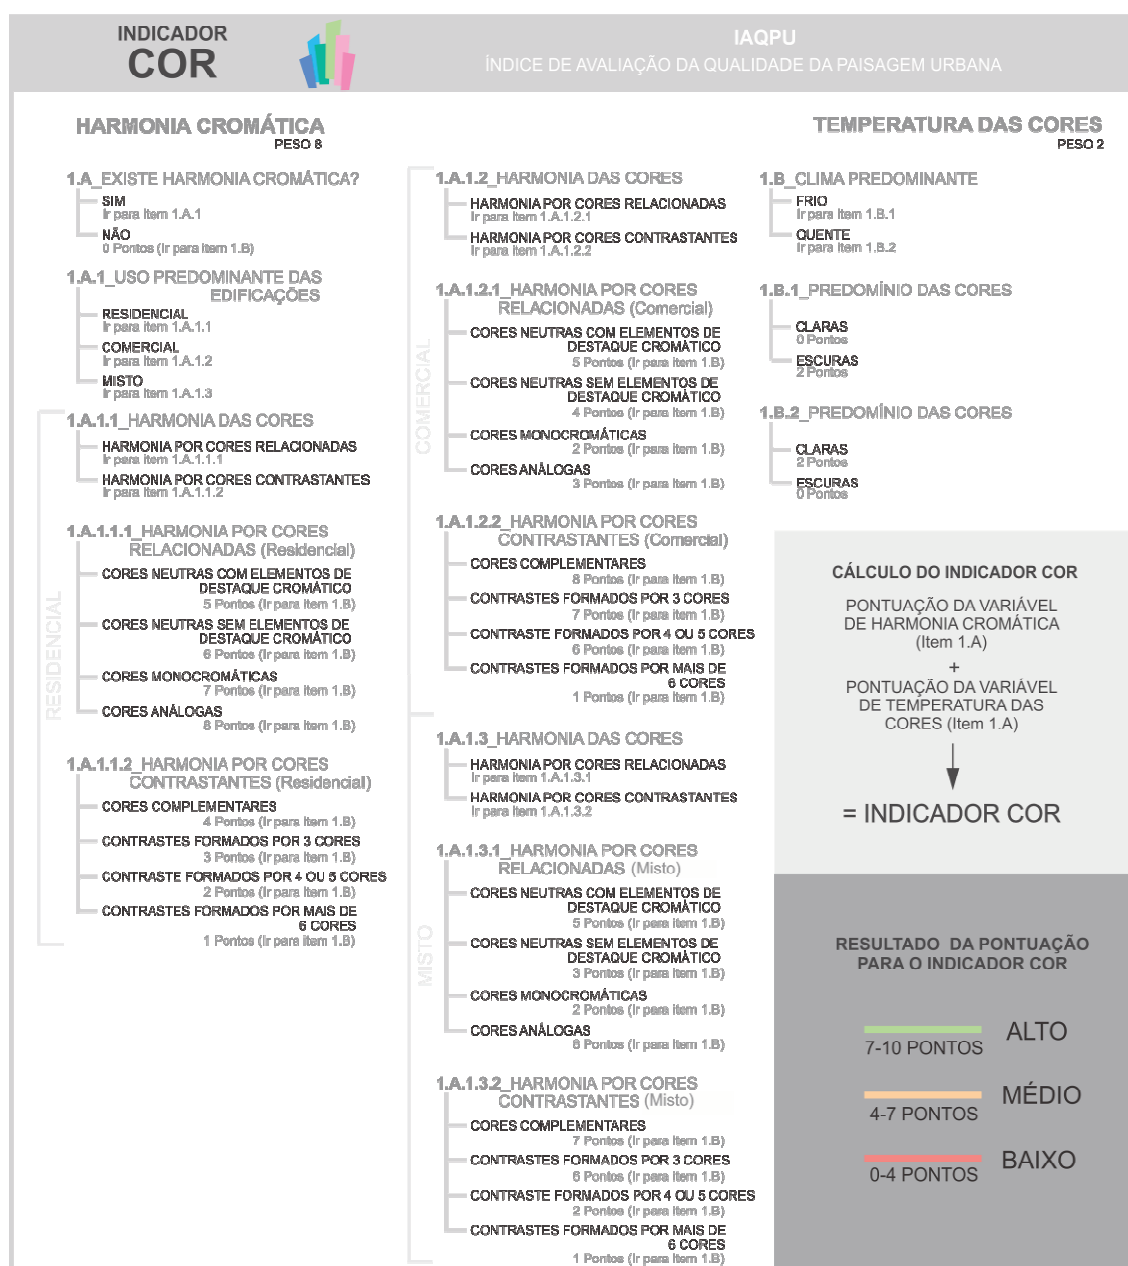 INDICADOR
COR
IAQPU
ÍNDICE DE AVALIAÇÃO DA QUALIDADE DA PAISAGEM URBANA
HARMONIA CROMÁTICA
PESO 8
1.A_EXISTE HARMONIA CROMÁTICA?
SIM
Ir para Item 1.A.1
NÃO
0 Pontos (Ir para Item 1.B)
1.A.1_USO PREDOMINANTE DAS
EDIFICAÇÕES
RESIDENCIAL
Ir para Item 1.A.1.1
COMERCIAL
Ir para Item 1.A.1.2
MISTO
Ir para Item 1.A.1.3
RESIDENCIAL
1.A.1.1_HARMONIA DAS CORES
HARMONIA POR CORES RELACIONADAS
Ir para Item 1.A.1.1.1
HARMONIA POR CORES CONTRASTANTES
Ir para Item 1.A.1.1.2
1.A.1.1.1_HARMONIA POR CORES
RELACIONADAS (Residencial)
CORES NEUTRAS COM ELEMENTOS DE
DESTAQUE CROMÁTICO
5 Pontos (Ir para Item 1.B)
CORES NEUTRAS SEM ELEMENTOS DE
DESTAQUE CROMÁTICO
6 Pontos (Ir para Item 1.B)
CORES MONOCROMÁTICAS
7 Pontos (Ir para Item 1.B)
CORES ANÁLOGAS
8 Pontos (Ir para Item 1.B)
1.A.1.1.2_HARMONIA POR CORES
CONTRASTANTES (Residencial)
CORES COMPLEMENTARES
4 Pontos (Ir para Item 1.B)
CONTRASTES FORMADOS POR 3 CORES
3 Pontos (Ir para Item 1.B)
CONTRASTE FORMADOS POR 4 OU 5 CORES
2 Pontos (Ir para Item 1.B)
CONTRASTES FORMADOS POR MAIS DE
6 CORES
1 Pontos (Ir para Item 1.B)
COMERCIAL
1.A.1.2_HARMONIA DAS CORES
HARMONIA POR CORES RELACIONADAS
Ir para Item 1.A.1.2.1
HARMONIA POR CORES CONTRASTANTES
Ir para Item 1.A.1.2.2
1.A.1.2.1_HARMONIA POR CORES
RELACIONADAS (Comercial)
CORES NEUTRAS COM ELEMENTOS DE
DESTAQUE CROMÁTICO
5 Pontos (Ir para Item 1.B)
CORES NEUTRAS SEM ELEMENTOS DE
DESTAQUE CROMÁTICO
4 Pontos (Ir para Item 1.B)
CORES MONOCROMÁTICAS
2 Pontos (Ir para Item 1.B)
CORES ANÁLOGAS
3 Pontos (Ir para Item 1.B)
1.A.1.2.2_HARMONIA POR CORES
CONTRASTANTES (Comercial)
CORES COMPLEMENTARES
8 Pontos (Ir para Item 1.B)
CONTRASTES FORMADOS POR 3 CORES
7 Pontos (Ir para Item 1.B)
CONTRASTE FORMADOS POR 4 OU 5 CORES
6 Pontos (Ir para Item 1.B)
CONTRASTES FORMADOS POR MAIS DE
6 CORES
1 Pontos (Ir para Item 1.B)
MISTO
1.A.1.3_HARMONIA DAS CORES
HARMONIA POR CORES RELACIONADAS
Ir para Item 1.A.1.3.1
HARMONIA POR CORES CONTRASTANTES
Ir para Item 1.A.1.3.2
1.A.1.3.1_HARMONIA POR CORES
RELACIONADAS (Misto)
CORES NEUTRAS COM ELEMENTOS DE
DESTAQUE CROMÁTICO
5 Pontos (Ir para Item 1.B)
CORES NEUTRAS SEM ELEMENTOS DE
DESTAQUE CROMÁTICO
3 Pontos (Ir para Item 1.B)
CORES MONOCROMÁTICAS
2 Pontos (Ir para Item 1.B)
CORES ANÁLOGAS
6 Pontos (Ir para Item 1.B)
1.A.1.3.2_HARMONIA POR CORES
CONTRASTANTES (Misto)
CORES COMPLEMENTARES
7 Pontos (Ir para Item 1.B)
CONTRASTES FORMADOS POR 3 CORES
6 Pontos (Ir para Item 1.B)
CONTRASTE FORMADOS POR 4 OU 5 CORES
2 Pontos (Ir para Item 1.B)
CONTRASTES FORMADOS POR MAIS DE
6 CORES
1 Pontos (Ir para Item 1.B)
TEMPERATURA DAS CORES
PESO 2
1.B_CLIMA PREDOMINANTE
FRIO
Ir para Item 1.B.1
QUENTE
Ir para Item 1.B.2
1.B.1_PREDOMÍNIO DAS CORES
CLARAS
0 Pontos
ESCURAS
2 Pontos
1.B.2_PREDOMÍNIO DAS CORES
CLARAS
2 Pontos
ESCURAS
0 Pontos
CÁLCULO DO INDICADOR COR
PONTUAÇÃO DA VARIÁVEL
DE HARMONIA CROMÁTICA
(Item 1.A)
+
PONTUAÇÃO DA VARIÁVEL
DE TEMPERATURA DAS
CORES (Item 1.A)
= INDICADOR COR
RESULTADO DA PONTUAÇÃO
PARA O INDICADOR COR
ALTO
7-10 PONTOS
MÉDIO
4-7 PONTOS
BAIXO
0-4 PONTOS